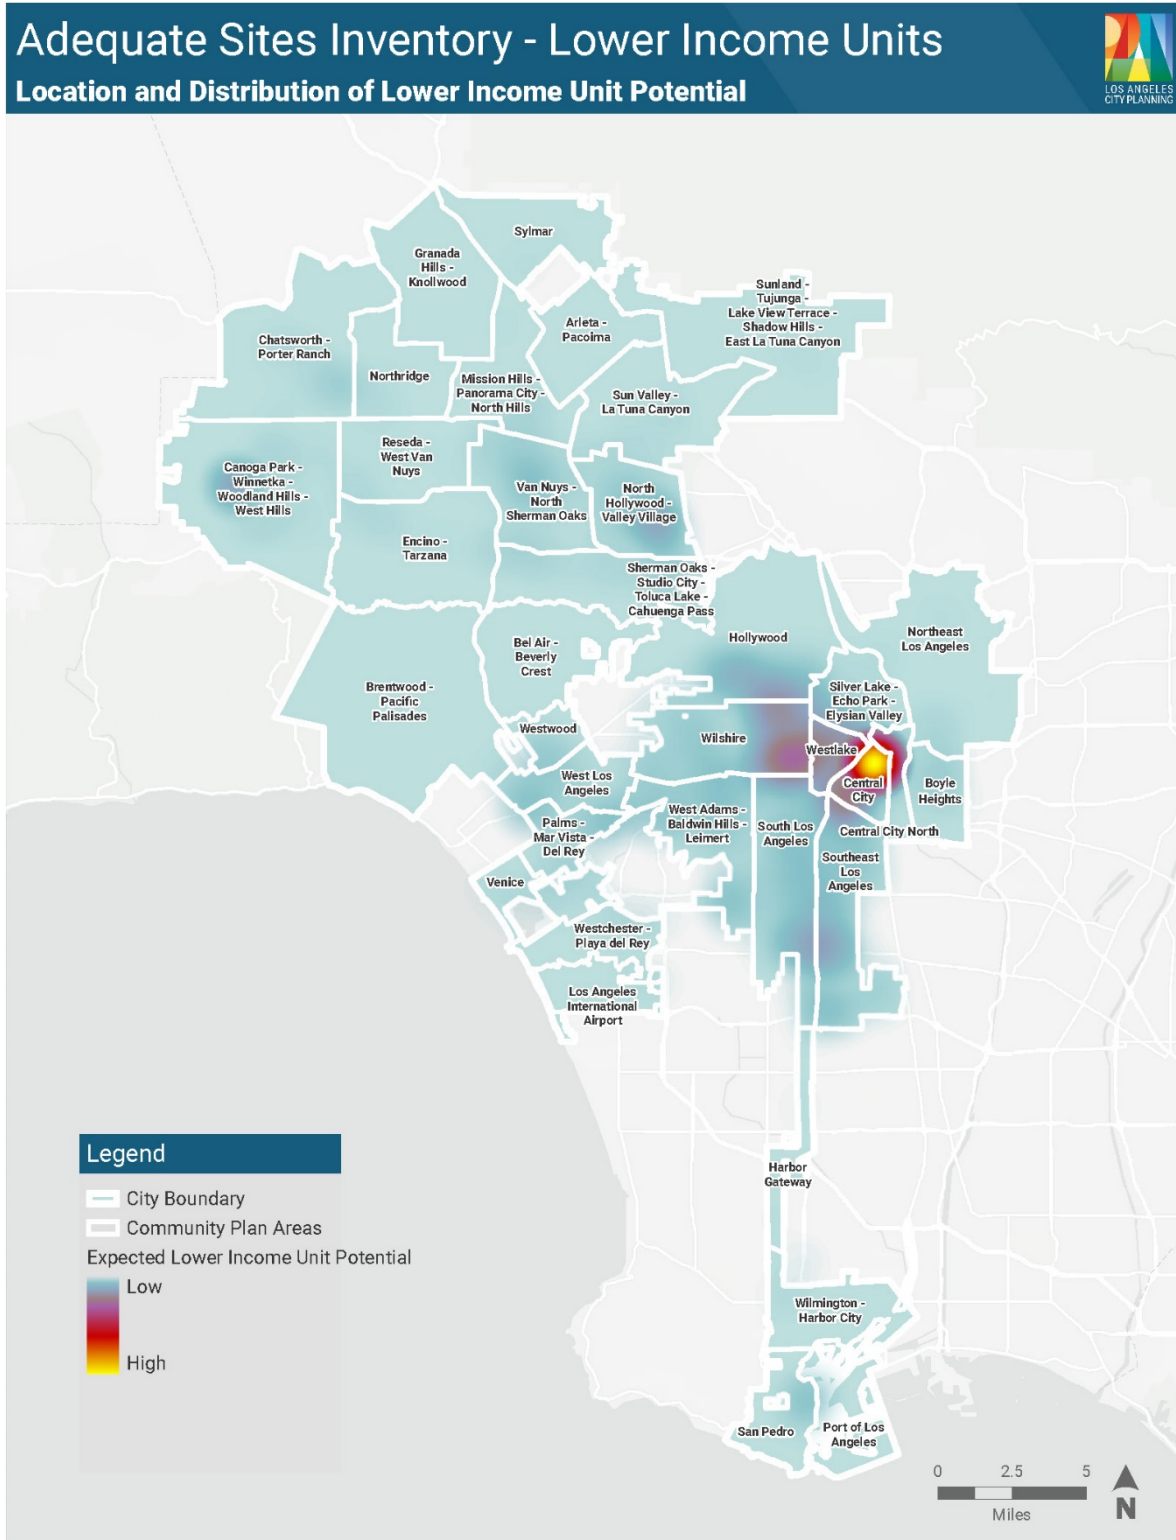 Adequate Sites Inventory - Lower Income Units
Location and Distribution of Lower Income Unit Potential
LOS ANGELES
CITY PLANNING
Sylmar
Granada
Hills -
Knollwood
Sunland -
Tujunga -
Lake View Terrace -
Shadow Hills -
East La Tuna Canyon
Arleta -
Pacoima
Chatsworth -
Porter Ranch
Northridge
Mission Hills -
Panorama City -
North Hills
Sun Valley -
La Tuna Canyon
Reseda -
West Van
Nuys
Canoga Park -
Winnetka -
Woodland Hills -
West Hills
Van Nuys -
North
Sherman Oaks
North
Hollywood -
Valley Village
Encino -
Tarzana
Sherman Oaks -
Studio City -
Toluca Lake -
Cahuenga Pass
Hollywood
Northeast
Los Angeles
Bel Air -
Beverly
Crest
Brentwood -
Pacific
Palisades
Silver Lake -
Echo Park -
Elysian Valley
Westwood
Wilshire
Westlake
West Los
Angeles
Central
City
Boyle
Heights
West Adams -
Baldwin Hills -
Leimert
South Los
Angeles
Central City North
Palms -
Mar Vista -
Del Rey
Southeast
Los
Angeles
Venice
Westchester -
Playa del Rey
Los Angeles
International
Airport
Harbor
Gateway
Wilmington -
Harbor City
San Pedro
Port of Los
Angeles
Legend
City Boundary
Community Plan Areas
Expected Lower Income Unit Potential
Low
High
0 2.5 5
Miles
N